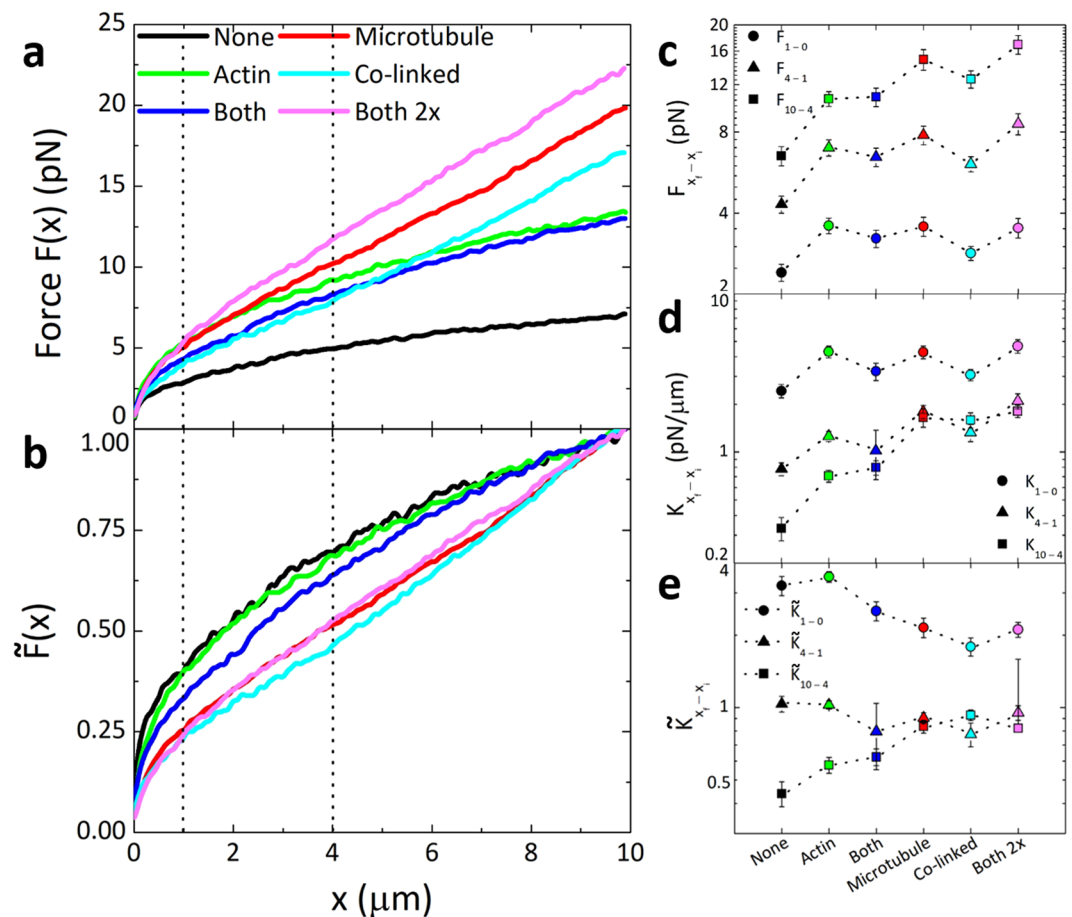 a
25
20
15
10
5
0
Force F(x) (pN)
None
Microtubule
Actin
Co-linked
Both
Both 2x
b
1.00
0.75
0.50
0.25
0.00
F̃(x)
0
2
4
6
8
10
x (μm)
c
20
16
12
8
4
2
F xf – xi (pN)
F1–0
F4–1
F10–4
d
10
1
0.2
K xf – xi (pN/μm)
K1–0
K4–1
K10–4
e
4
1
0.5
K̃ xf – xi
K̃1–0
K̃4–1
K̃10–4
None
Actin
Both
Microtubule
Co-linked
Both 2x